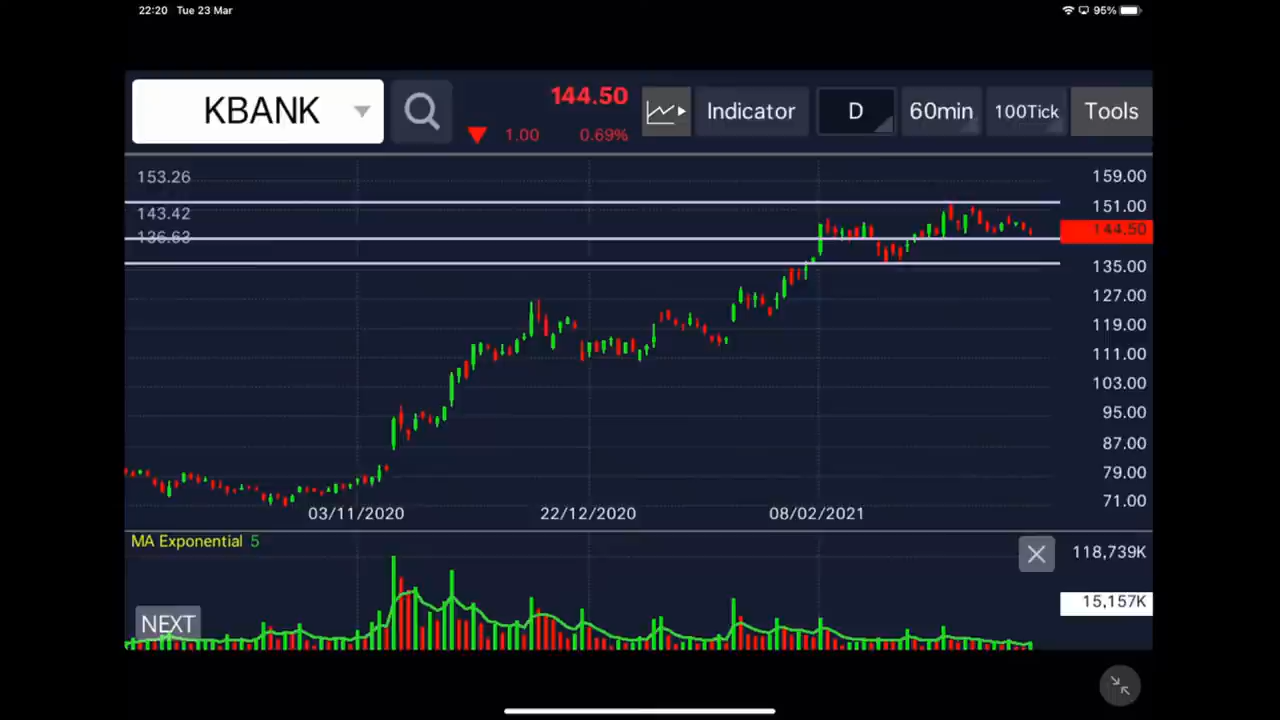 22:20 Tue 23 Mar 95%
KBANK 144.50 Indicator D 60min 100Tick Tools
1.00 0.69%
153.26
143.42
136.63
159.00
151.00
144.50
135.00
127.00
119.00
111.00
103.00
95.00
87.00
79.00
71.00
03/11/2020 22/12/2020 08/02/2021
MA Exponential 5
118,739K
15,157K
NEXT